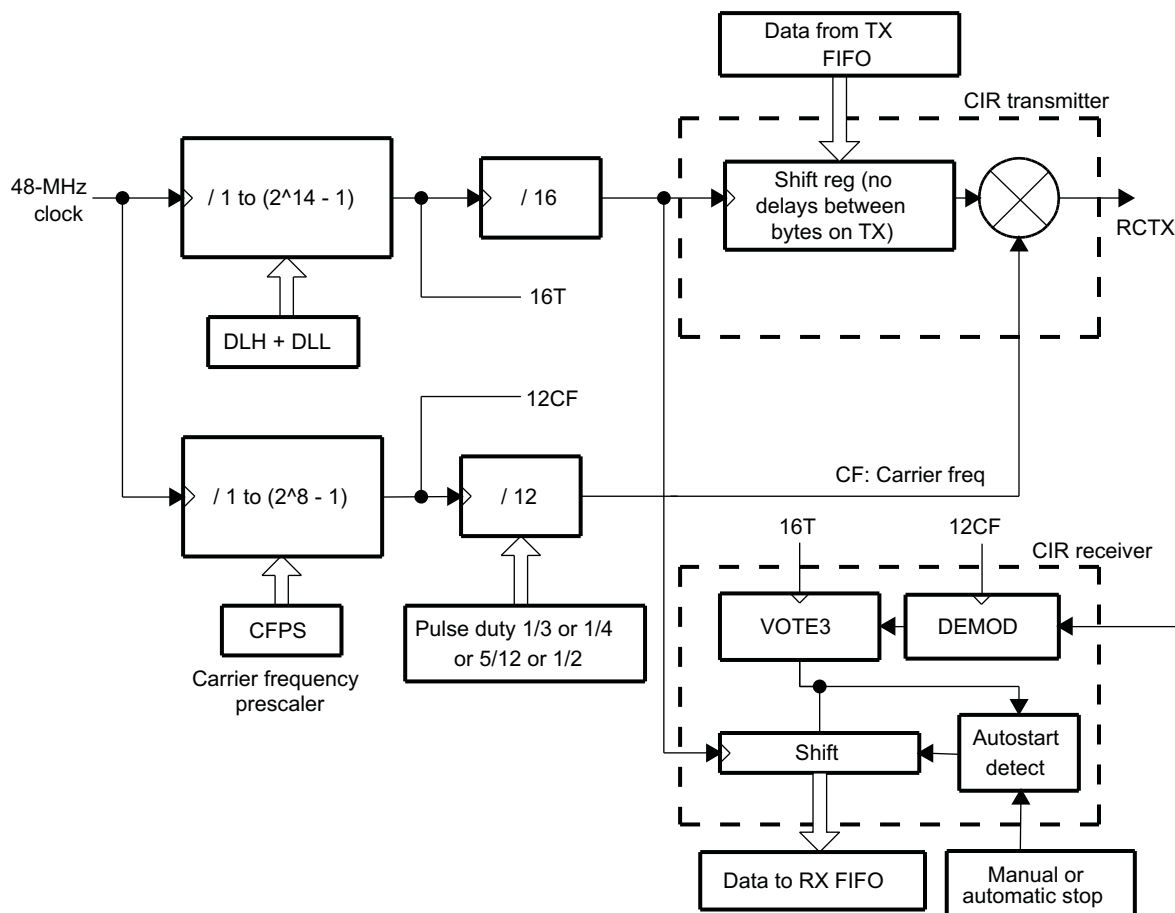 Data from TX
FIFO
CIR transmitter
48-MHz
clock
/ 1 to (2^14 - 1)
/ 16
Shift reg (no
delays between
bytes on TX)
RCTX
16T
DLH + DLL
12CF
/ 1 to (2^8 - 1)
/ 12
CF: Carrier freq
16T
12CF
CIR receiver
CFPS
Carrier frequency
prescaler
Pulse duty 1/3 or 1/4
or 5/12 or 1/2
VOTE3
DEMOD
Shift
Autostart
detect
Data to RX FIFO
Manual or
automatic stop